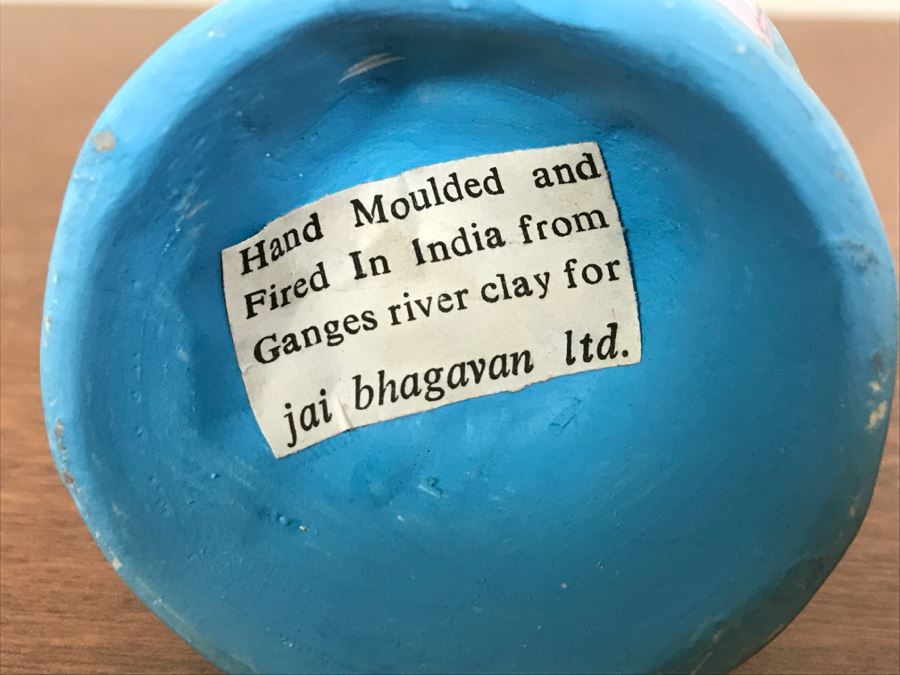 Hand Moulded and
Fired In India from
Ganges river clay for
jai bhagavan ltd.